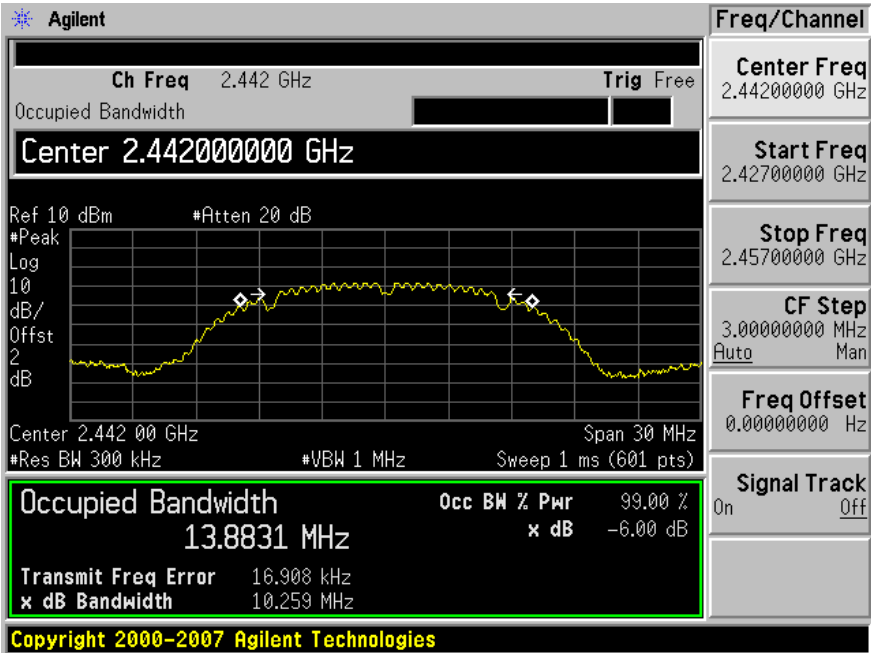 Agilent
Freq/Channel
Ch Freq 2.442 GHz Trig Free
Occupied Bandwidth
Center 2.442000000 GHz
Ref 10 dBm #Atten 20 dB
#Peak
Log
10
dB/
Offst
2
dB
Center 2.442 00 GHz Span 30 MHz
#Res BW 300 kHz #VBW 1 MHz Sweep 1 ms (601 pts)
Occupied Bandwidth Occ BW % Pwr 99.00 %
13.8831 MHz x dB -6.00 dB
Transmit Freq Error 16.908 kHz
x dB Bandwidth 10.259 MHz
Center Freq
2.44200000 GHz
Start Freq
2.42700000 GHz
Stop Freq
2.45700000 GHz
CF Step
3.00000000 MHz
Auto Man
Freq Offset
0.00000000 Hz
Signal Track
On Off
Copyright 2000-2007 Agilent Technologies